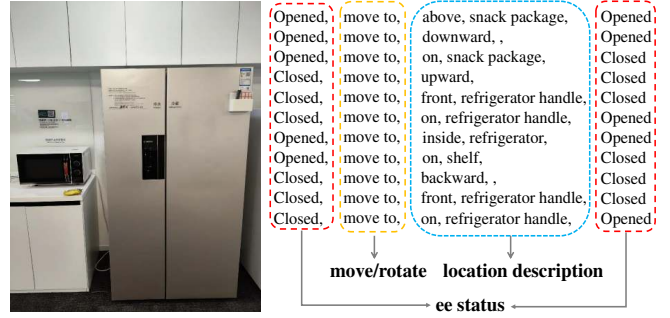 Opened, move to, above, snack package, Opened
Opened, move to, downward, , Opened
Opened, move to, on, snack package, Closed
Closed, move to, upward, Closed
Closed, move to, front, refrigerator handle, Closed
Closed, move to, on, refrigerator handle, Opened
Opened, move to, inside, refrigerator, Opened
Opened, move to, on, shelf, Closed
Closed, move to, backward, , Closed
Closed, move to, front, refrigerator handle, Closed
Closed, move to, on, refrigerator handle, Opened
move/rotate location description
ee status